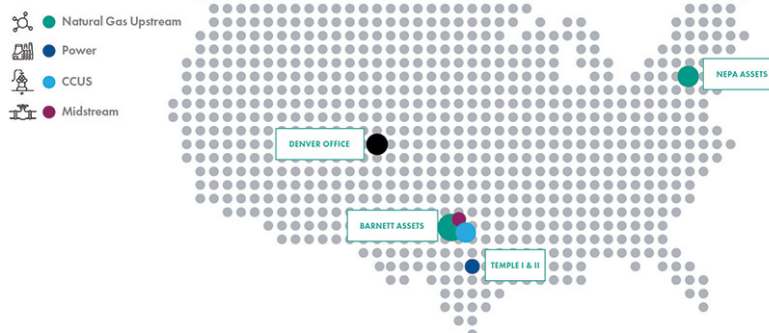 Natural Gas Upstream
Power
CCUS
Midstream
NEPA ASSETS
DENVER OFFICE
BARNETT ASSETS
TEMPLE I & II